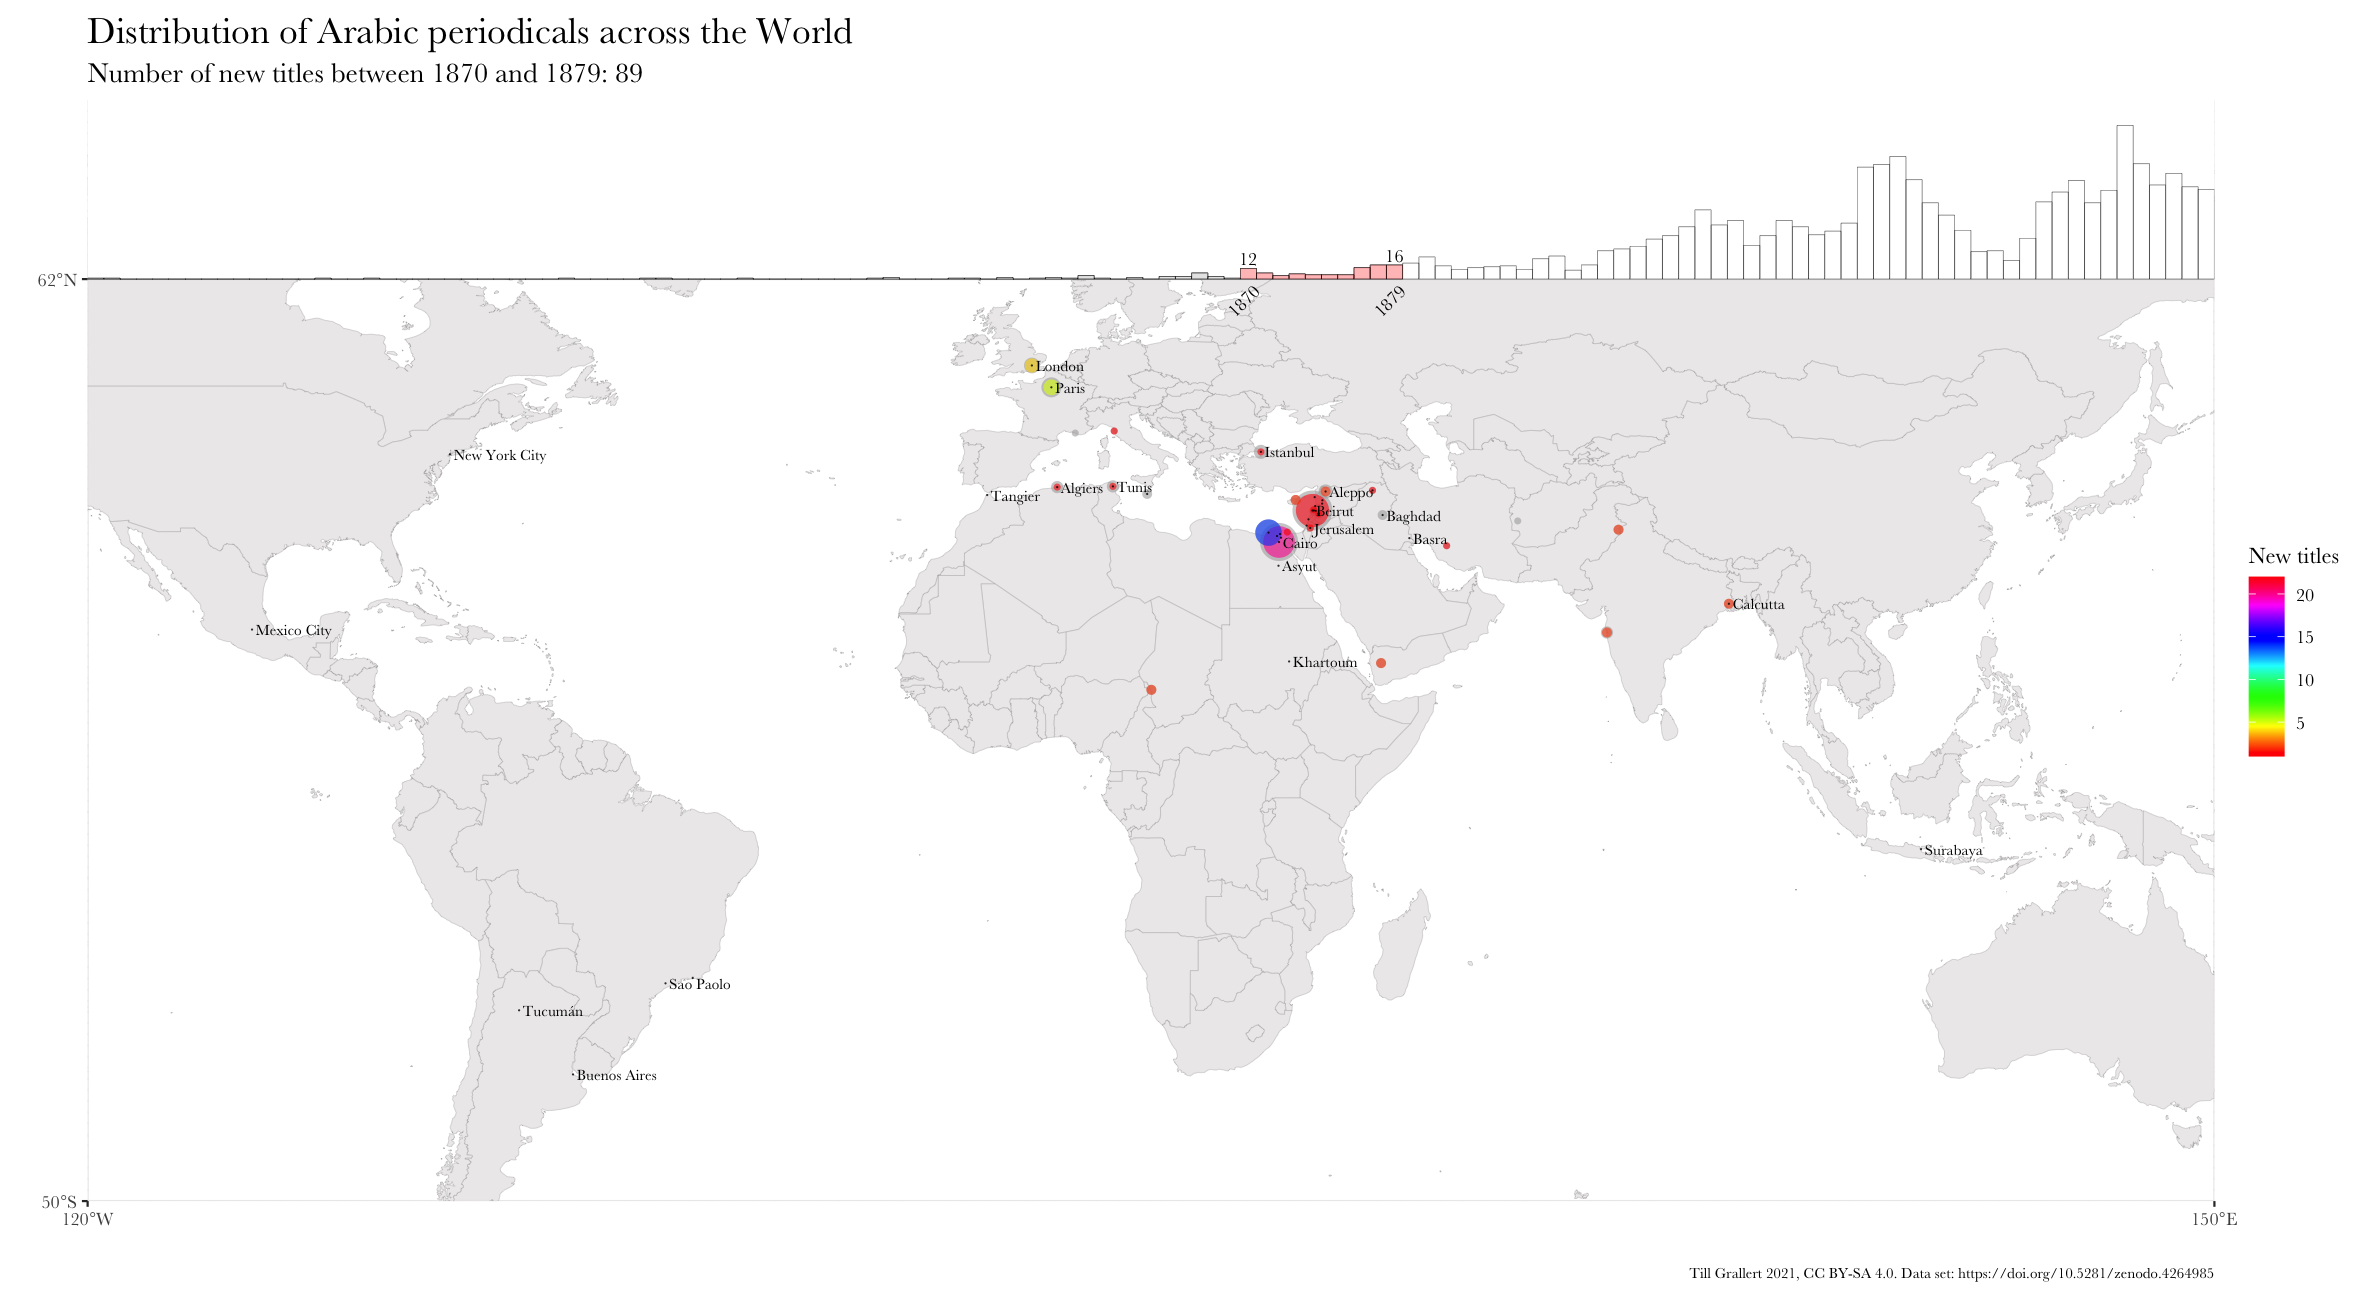 Distribution of Arabic periodicals across the World
Number of new titles between 1870 and 1879: 89
12
16
62°N
1870
1879
London
Paris
New York City
Istanbul
Tangier
Algiers
Tunis
Aleppo
Beirut
Baghdad
Jerusalem
Cairo
Basra
Asyut
New titles
20
15
10
5
Calcutta
Mexico City
Khartoum
Surabaya
Sao Paolo
Tucumán
Buenos Aires
50°S
120°W
150°E
Till Grallert 2021, CC BY-SA 4.0. Data set: https://doi.org/10.5281/zenodo.4264985